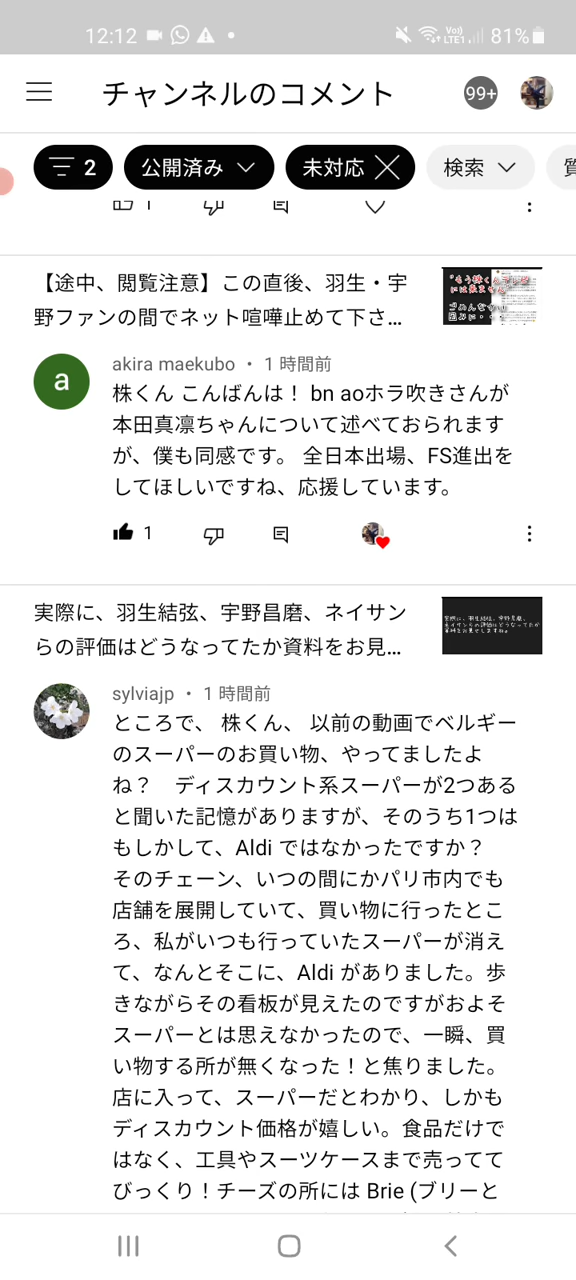 12:12
Vo))
LTE1
81%
チャンネルのコメント
99+
2
公開済み
未対応
検索
質
1
【途中、閲覧注意】この直後、羽生・宇
野ファンの間でネット喧嘩止めて下さ...
akira maekubo • 1 時間前
a
株くん こんばんは！ bn aoホラ吹きさんが
本田真凛ちゃんについて述べておられます
が、僕も同感です。 全日本出場、FS進出を
してほしいですね、応援しています。
1
実際に、羽生結弦、宇野昌磨、ネイサン
らの評価はどうなってたか資料をお見...
sylviajp • 1 時間前
ところで、 株くん、 以前の動画でベルギー
のスーパーのお買い物、やってましたよ
ね？　ディスカウント系スーパーが2つある
と聞いた記憶がありますが、そのうち1つは
もしかして、Aldi ではなかったですか？
そのチェーン、いつの間にかパリ市内でも
店舗を展開していて、買い物に行ったとこ
ろ、私がいつも行っていたスーパーが消え
て、なんとそこに、Aldi がありました。歩
きながらその看板が見えたのですがおよそ
スーパーとは思えなかったので、一瞬、買
い物する所が無くなった！と焦りました。
店に入って、スーパーだとわかり、しかも
ディスカウント価格が嬉しい。食品だけで
はなく、工具やスーツケースまで売ってて
びっくり！チーズの所には Brie (ブリーと